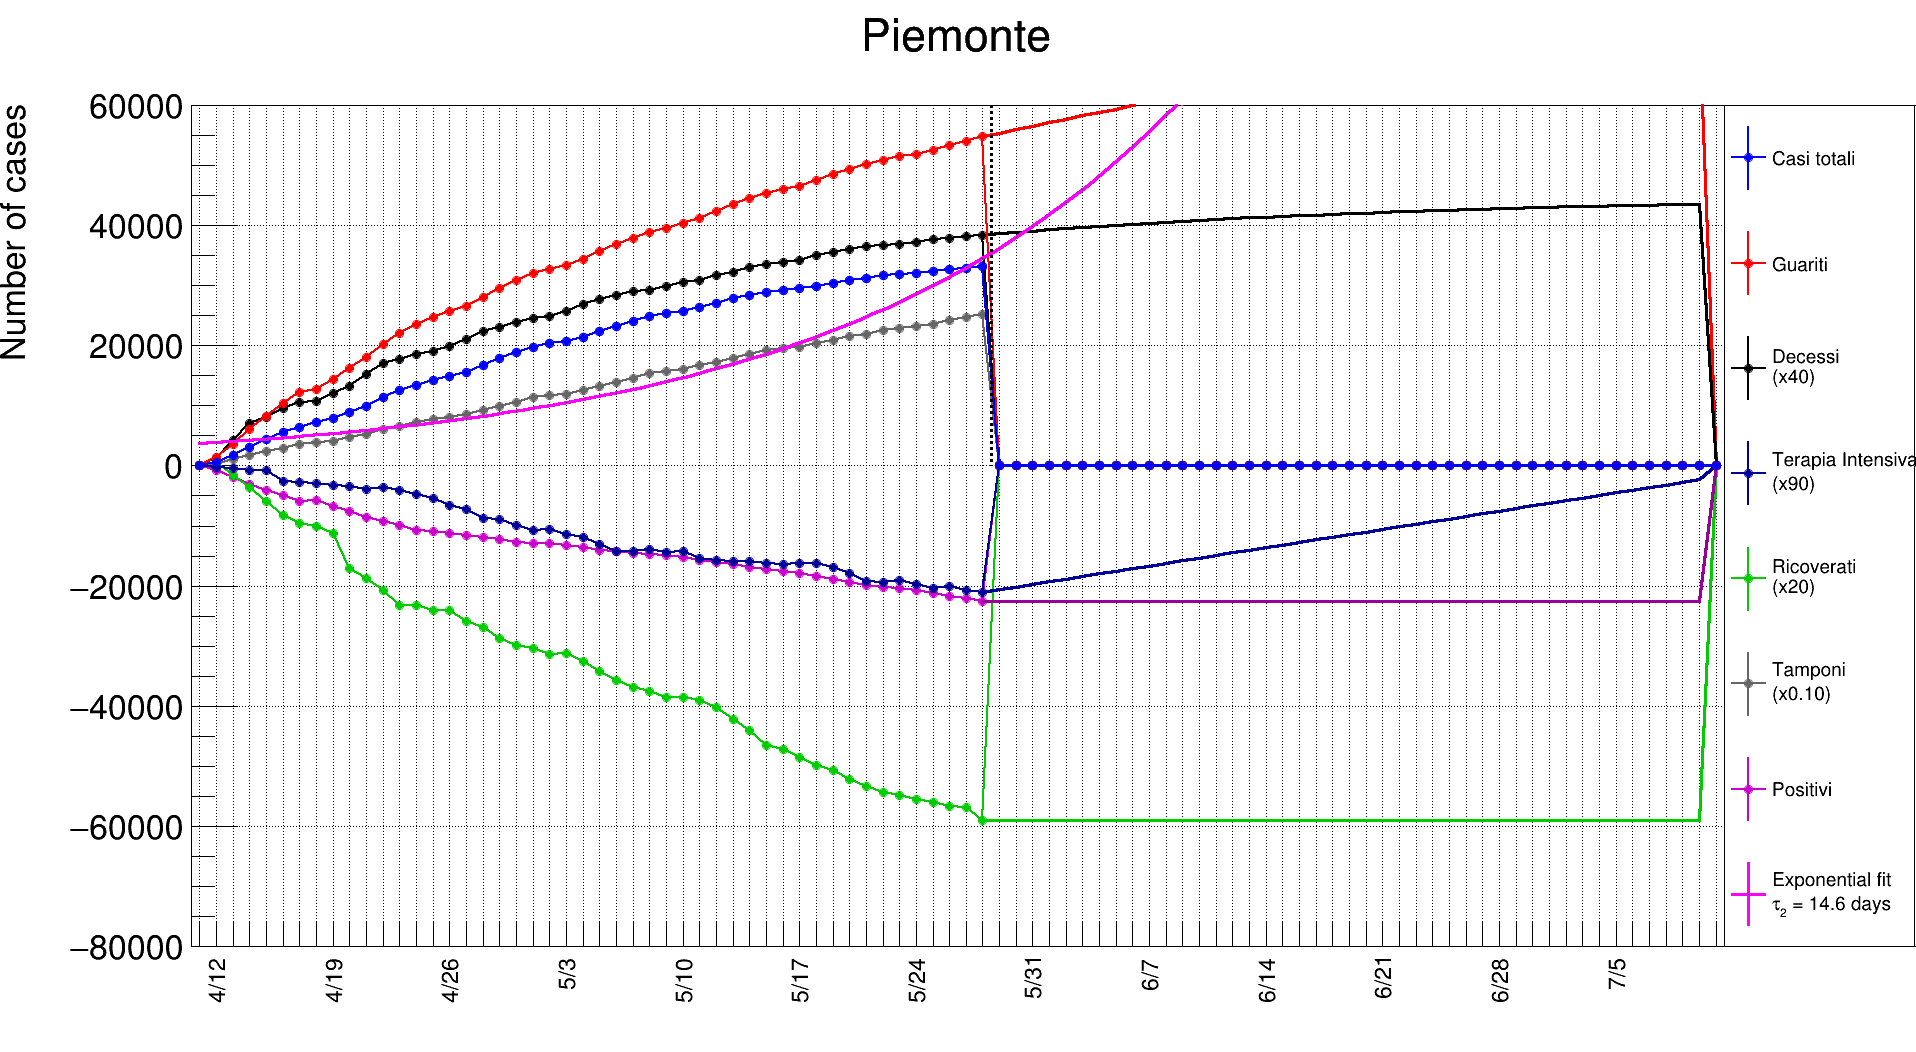 Piemonte
Number of cases
60000
40000
20000
0
−20000
−40000
−60000
−80000
4/12
4/19
4/26
5/3
5/10
5/17
5/24
5/31
6/7
6/14
6/21
6/28
7/5
Casi totali
Guariti
Decessi
(x40)
Terapia Intensiva
(x90)
Ricoverati
(x20)
Tamponi
(x0.10)
Positivi
Exponential fit
τ2 = 14.6 days